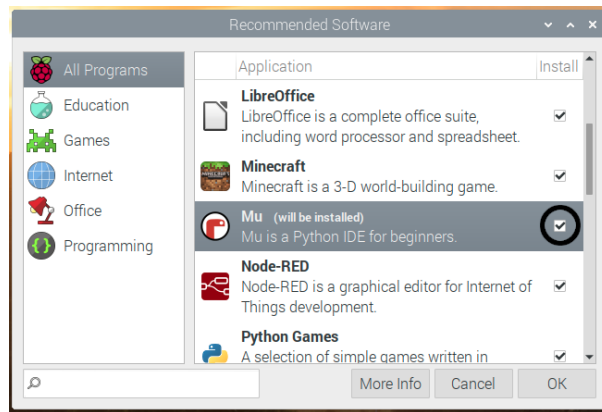 Recommended Software
All Programs
Education
Games
Internet
Office
Programming
Application Install
LibreOffice
LibreOffice is a complete office suite,
including word processor and spreadsheet.
Minecraft
Minecraft is a 3-D world-building game.
Mu (will be installed)
Mu is a Python IDE for beginners.
Node-RED
Node-RED is a graphical editor for Internet of
Things development.
Python Games
A selection of simple games written in
More Info Cancel OK